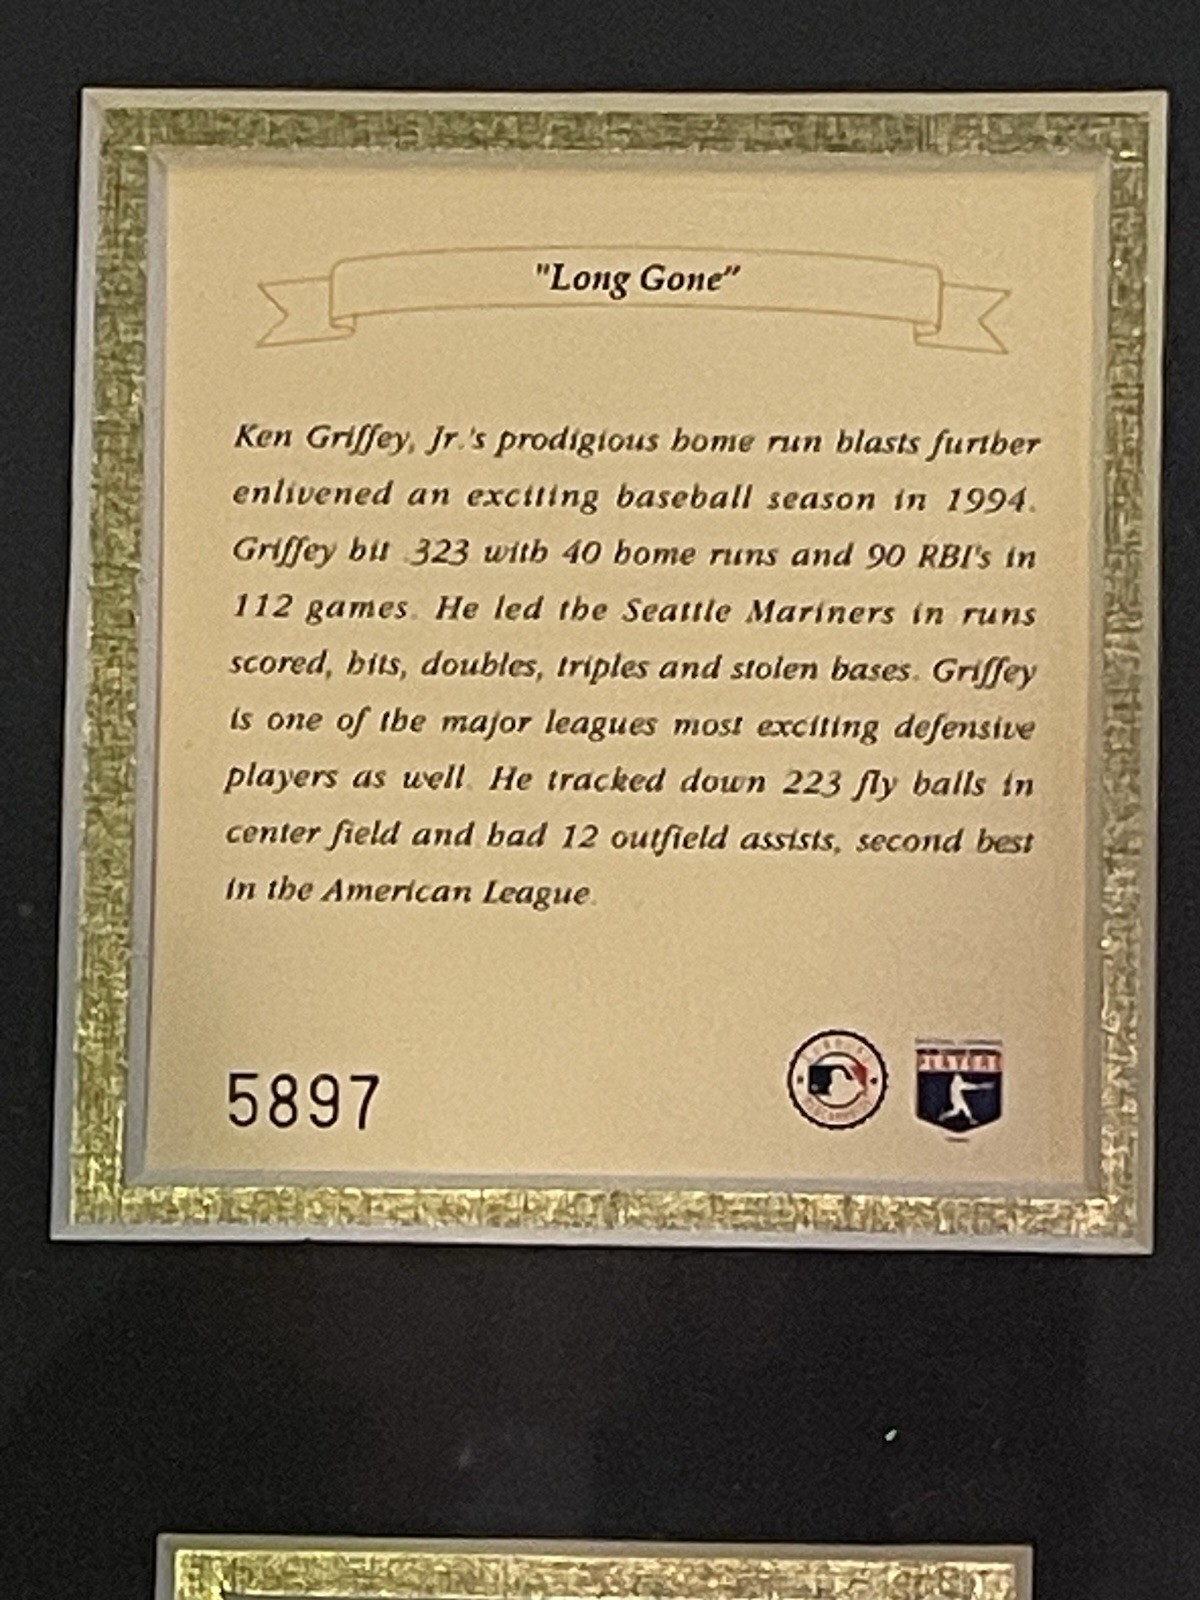 "Long Gone"
Ken Griffey, Jr.'s prodigious home run blasts further
enlivened an exciting baseball season in 1994.
Griffey hit .323 with 40 home runs and 90 RBI's in
112 games. He led the Seattle Mariners in runs
scored, hits, doubles, triples and stolen bases. Griffey
is one of the major leagues most exciting defensive
players as well. He tracked down 223 fly balls in
center field and had 12 outfield assists, second best
in the American League.
5897
PLAYERS